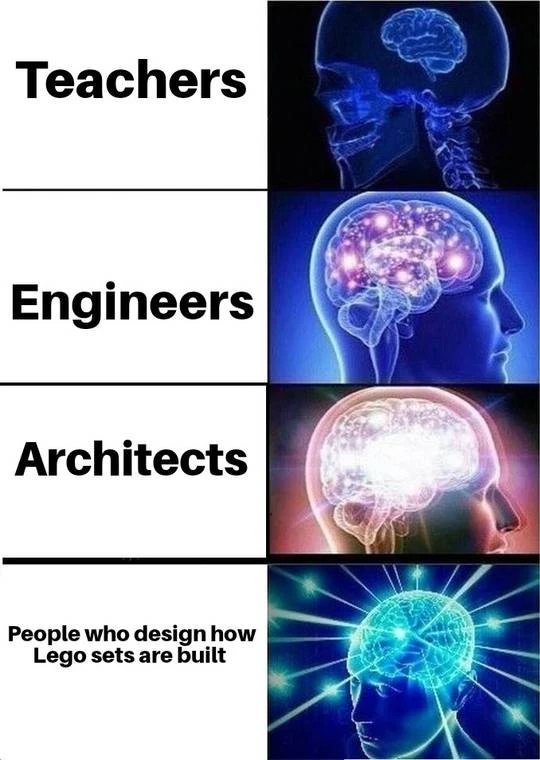 Teachers
Engineers
Architects
People who design how
Lego sets are built